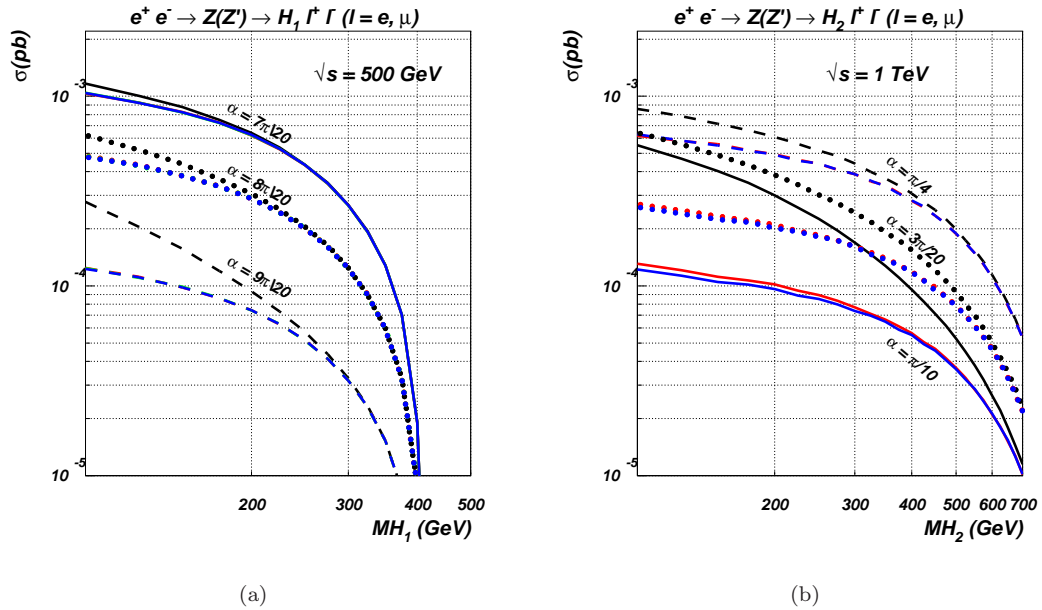 e⁺ e⁻ → Z(Z') → H₁ l⁺ l⁻ (l = e, μ)
σ(pb)
√s = 500 GeV
10⁻³
10⁻⁴
10⁻⁵
α = 7π\20
α = 8π\20
α = 9π\20
200 300 400 500
MH₁ (GeV)
(a)
e⁺ e⁻ → Z(Z') → H₂ l⁺ l⁻ (l = e, μ)
σ(pb)
√s = 1 TeV
10⁻³
10⁻⁴
10⁻⁵
α = π/4
α = 3π/20
α = π/10
200 300 400 500 600 700
MH₂ (GeV)
(b)